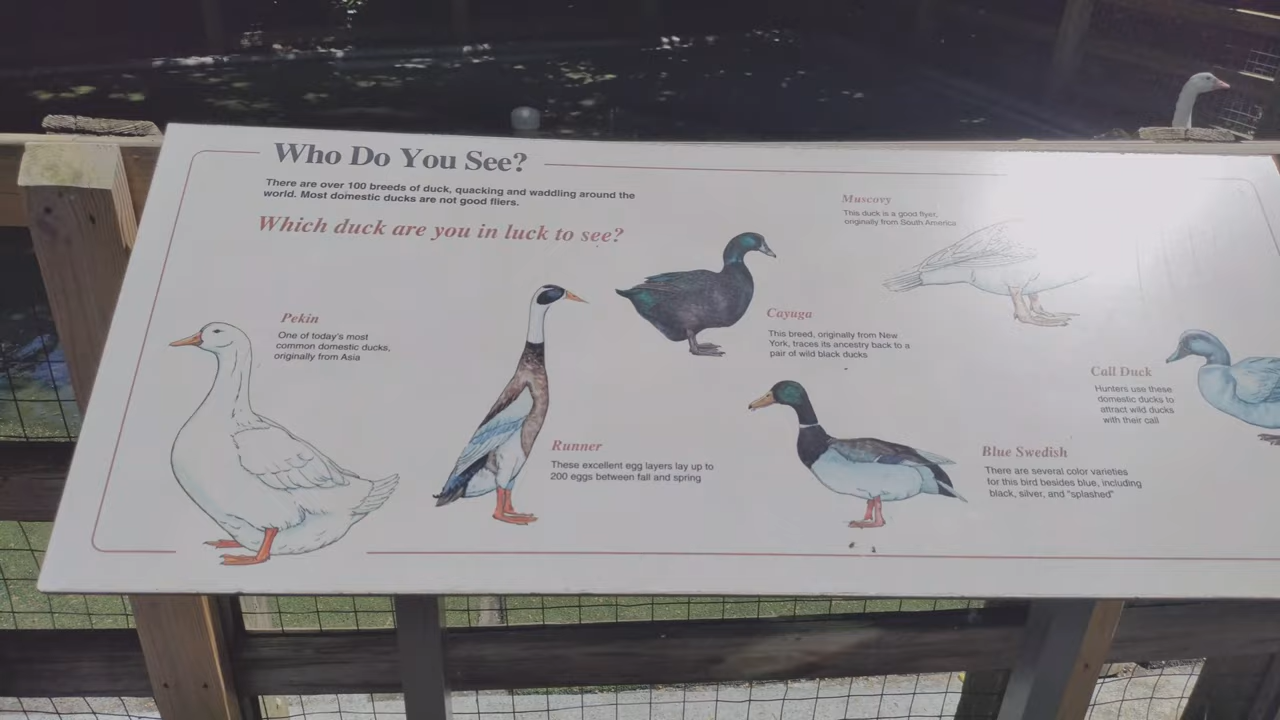 Who Do You See?
There are over 100 breeds of duck, quacking and waddling around the
world. Most domestic ducks are not good fliers.
Which duck are you in luck to see?
Muscovy
This duck is a good flyer,
originally from South America
Pekin
One of today's most
common domestic ducks,
originally from Asia
Cayuga
This breed, originally from New
York, traces its ancestry back to a
pair of wild black ducks
Call Duck
Hunters use these
domestic ducks to
attract wild ducks
with their call
Runner
These excellent egg layers lay up to
200 eggs between fall and spring
Blue Swedish
There are several color varieties
for this bird besides blue, including
black, silver, and "splashed"